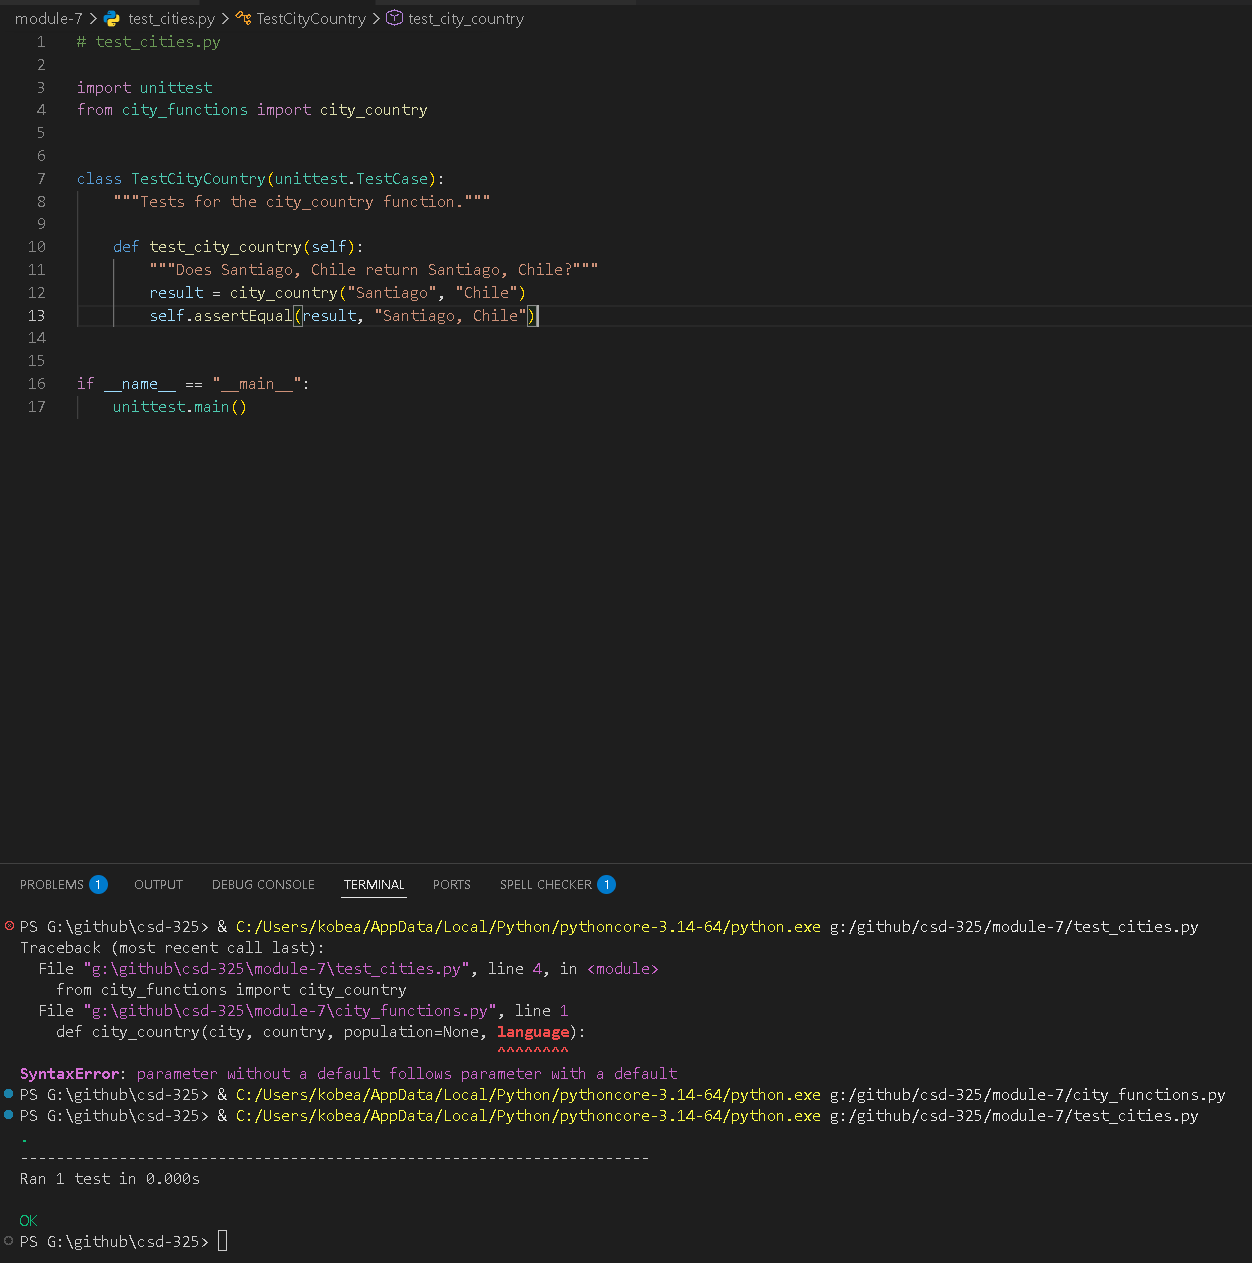 module-7 > test_cities.py > TestCityCountry > test_city_country
1 # test_cities.py
2
3 import unittest
4 from city_functions import city_country
5
6
7 class TestCityCountry(unittest.TestCase):
8 """Tests for the city_country function."""
9
10 def test_city_country(self):
11 """Does Santiago, Chile return Santiago, Chile?"""
12 result = city_country("Santiago", "Chile")
13 self.assertEqual(result, "Santiago, Chile")
14
15
16 if __name__ == "__main__":
17 unittest.main()
PROBLEMS 1 OUTPUT DEBUG CONSOLE TERMINAL PORTS SPELL CHECKER 1
PS G:\github\csd-325> & C:/Users/kobea/AppData/Local/Python/pythoncore-3.14-64/python.exe g:/github/csd-325/module-7/test_cities.py
Traceback (most recent call last):
File "g:\github\csd-325\module-7\test_cities.py", line 4, in <module>
from city_functions import city_country
File "g:\github\csd-325\module-7\city_functions.py", line 1
def city_country(city, country, population=None, language):
^^^^^^^^
SyntaxError: parameter without a default follows parameter with a default
PS G:\github\csd-325> & C:/Users/kobea/AppData/Local/Python/pythoncore-3.14-64/python.exe g:/github/csd-325/module-7/city_functions.py
PS G:\github\csd-325> & C:/Users/kobea/AppData/Local/Python/pythoncore-3.14-64/python.exe g:/github/csd-325/module-7/test_cities.py
.
----------------------------------------------------------------------
Ran 1 test in 0.000s
OK
PS G:\github\csd-325>